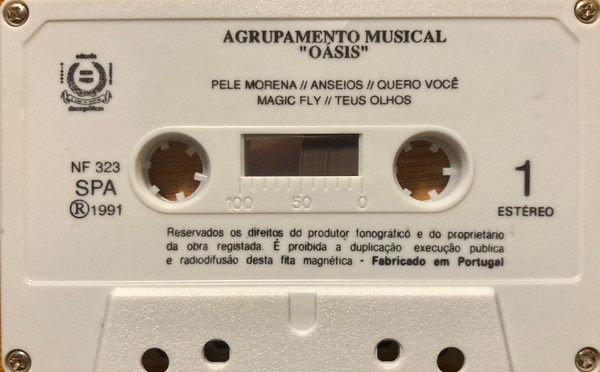 AGRUPAMENTO MUSICAL
"OÁSIS"
PELE MORENA // ANSEIOS // QUERO VOCÊ
MAGIC FLY // TEUS OLHOS
NF 323
SPA
Ⓡ1991
100 50 0
1
ESTÉREO
Reservados os direitos do produtor fonográfico e do proprietário
da obra registada. É proibida a duplicação execução publica
e radiodifusão desta fita magnética - Fabricado em Portugal